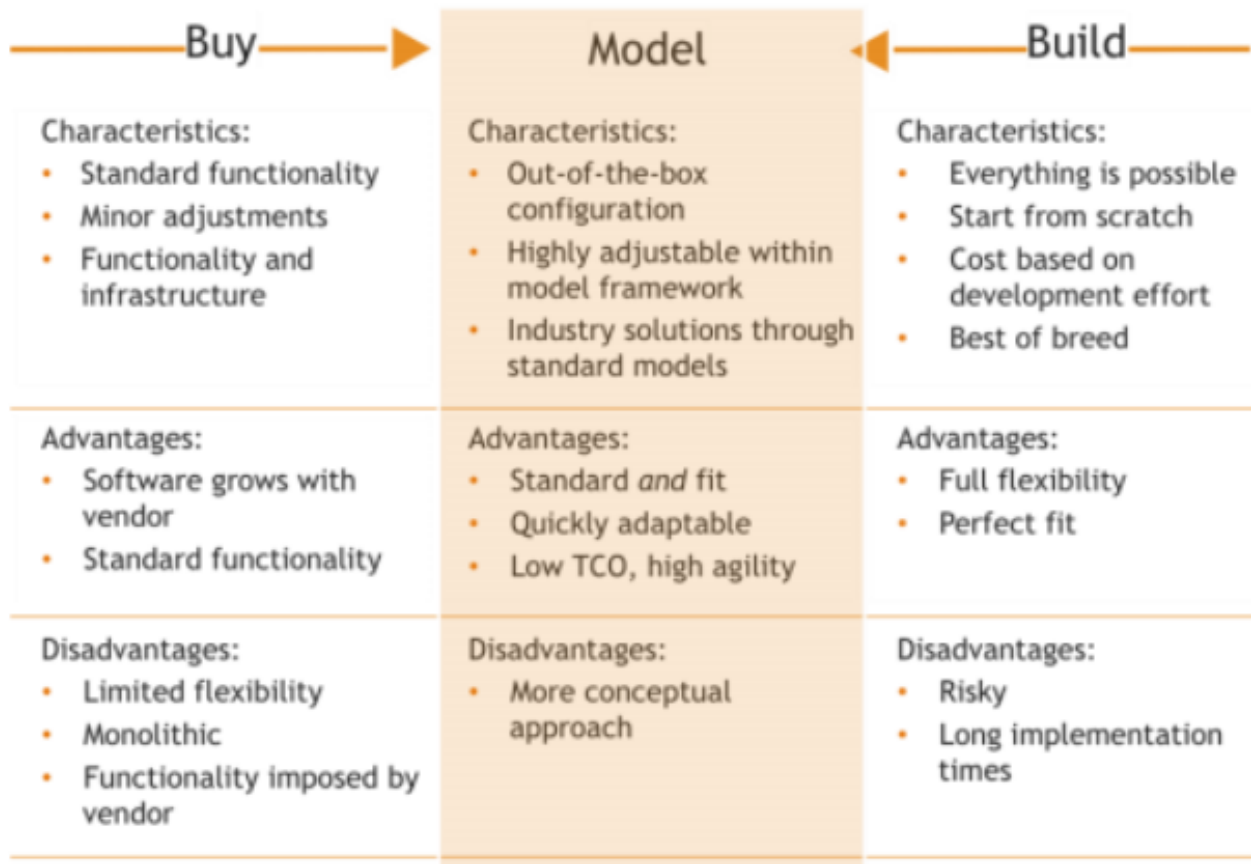 Buy
Model
Build
Characteristics:
• Standard functionality
• Minor adjustments
• Functionality and
infrastructure
Characteristics:
• Out-of-the-box
configuration
• Highly adjustable within
model framework
• Industry solutions through
standard models
Characteristics:
• Everything is possible
• Start from scratch
• Cost based on
development effort
• Best of breed
Advantages:
• Software grows with
vendor
• Standard functionality
Advantages:
• Standard and fit
• Quickly adaptable
• Low TCO, high agility
Advantages:
• Full flexibility
• Perfect fit
Disadvantages:
• Limited flexibility
• Monolithic
• Functionality imposed by
vendor
Disadvantages:
• More conceptual
approach
Disadvantages:
• Risky
• Long implementation
times